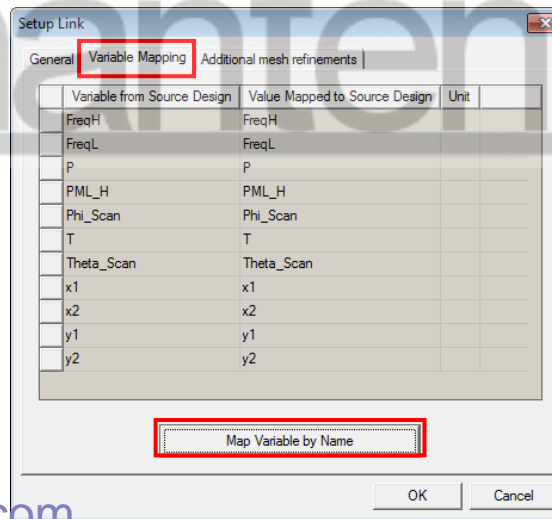 Setup Link
General Variable Mapping Additional mesh refinements
Variable from Source Design Value Mapped to Source Design Unit
FreqH FreqH
FreqL FreqL
P P
PML_H PML_H
Phi_Scan Phi_Scan
T T
Theta_Scan Theta_Scan
x1 x1
x2 x2
y1 y1
y2 y2
Map Variable by Name
OK Cancel